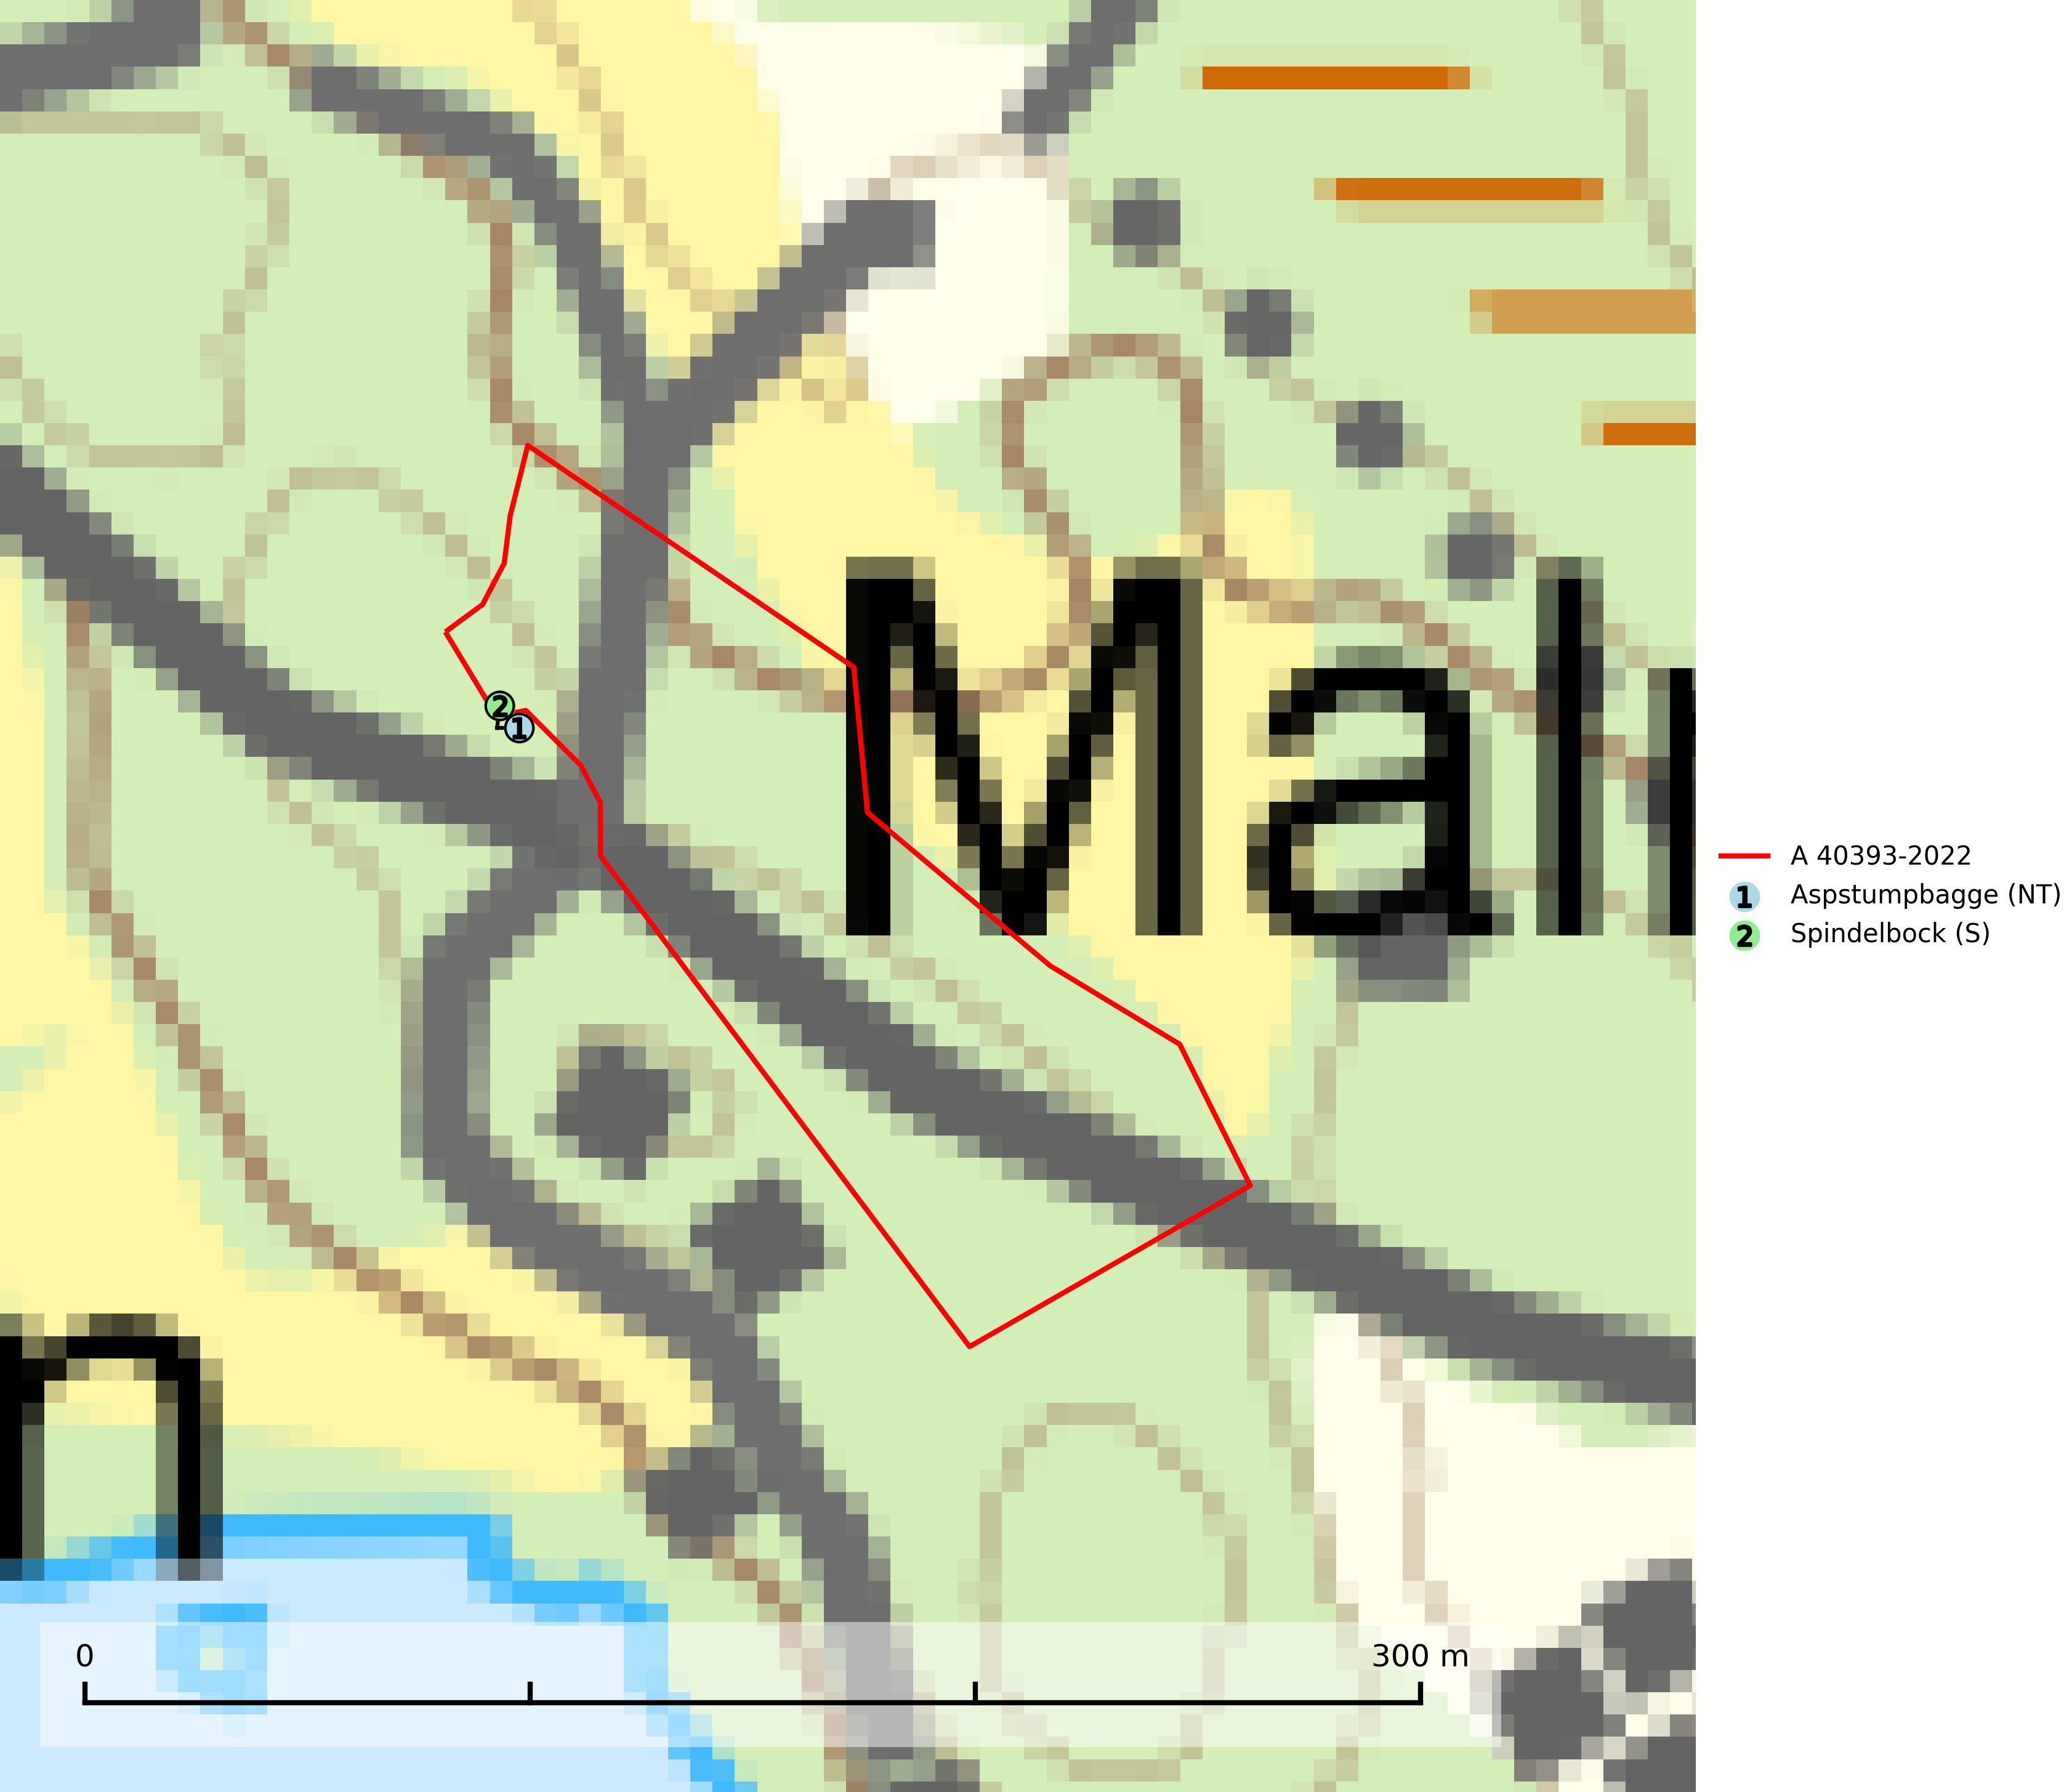 Mal
n
0
300 m
A 40393-2022
1 Aspstumpbagge (NT)
2 Spindelbock (S)
2
1